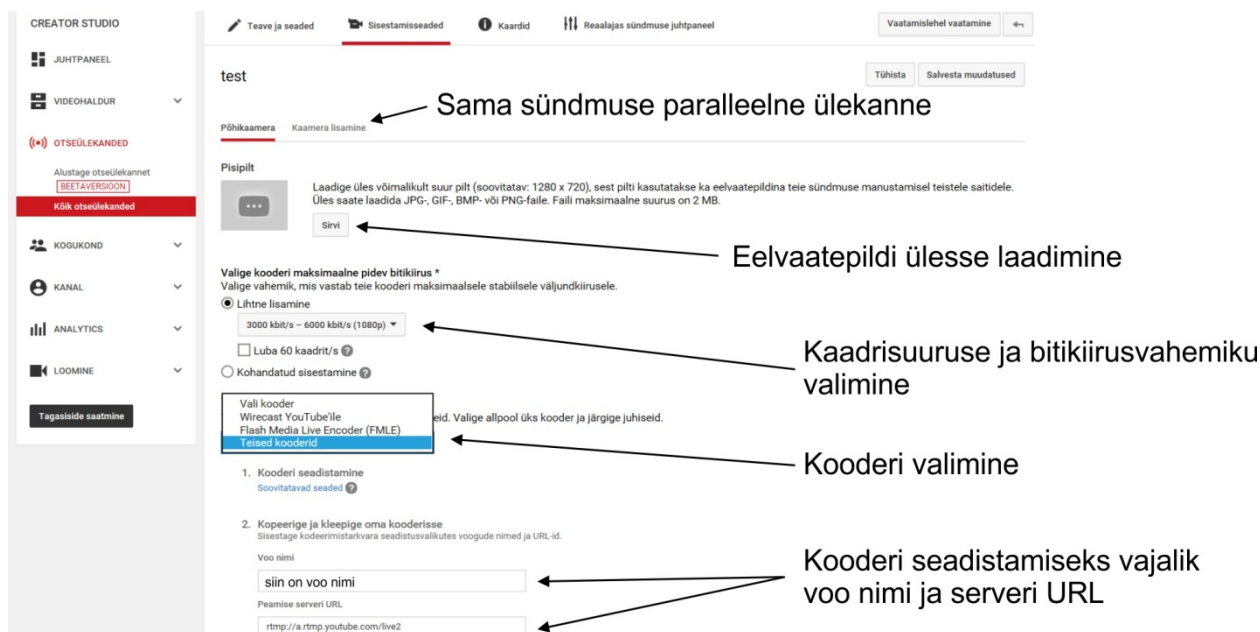 CREATOR STUDIO
JUHTPANEEL
VIDEOHALDUR
OTSEÜLEKANDED
Alustage otseülekannet
BEETAVERSIOON
Kõik otseülekanded
KOGUKOND
KANAL
ANALYTICS
LOOMINE
Tagasiside saatmine
Teave ja seaded
Sisestamisseaded
Kaardid
Reaalajas sündmuse juhtpaneel
Vaatamislehel vaatamine
test
Tühista
Salvesta muudatused
Sama sündmuse paralleelne ülekanne
Põhikaamera
Kaamera lisamine
Pisipilt
Laadige üles võimalikult suur pilt (soovitatav: 1280 x 720), sest pilti kasutatakse ka eelvaatepildina teie sündmuse manustamisel teistele saitidele.
Üles saate laadida JPG-, GIF-, BMP- või PNG-faile. Faili maksimaalne suurus on 2 MB.
Sirvi
Eelvaatepildi ülesse laadimine
Valige kooderi maksimaalne pidev bitikiirus *
Valige vahemik, mis vastab teie kooderi maksimaalsele stabiilsele väljundkiirusele.
Lihtne lisamine
3000 kbit/s – 6000 kbit/s (1080p)
Luba 60 kaadrit/s ?
Kohandatud sisestamine ?
Kaadrisuuruse ja bitikiirusvahemiku
valimine
Vali kooder
Wirecast YouTube'ile
Flash Media Live Encoder (FMLE)
Teised kooderid
eid. Valige allpool üks kooder ja järgige juhiseid.
Kooderi valimine
1. Kooderi seadistamine
Soovitatavad seaded ?
2. Kopeerige ja kleepige oma kooderisse
Sisestage kodeerimistarkvara seadistusvalikutes voogude nimed ja URL-id.
Voo nimi
siin on voo nimi
Peamise serveri URL
rtmp://a.rtmp.youtube.com/live2
Kooderi seadistamiseks vajalik
voo nimi ja serveri URL